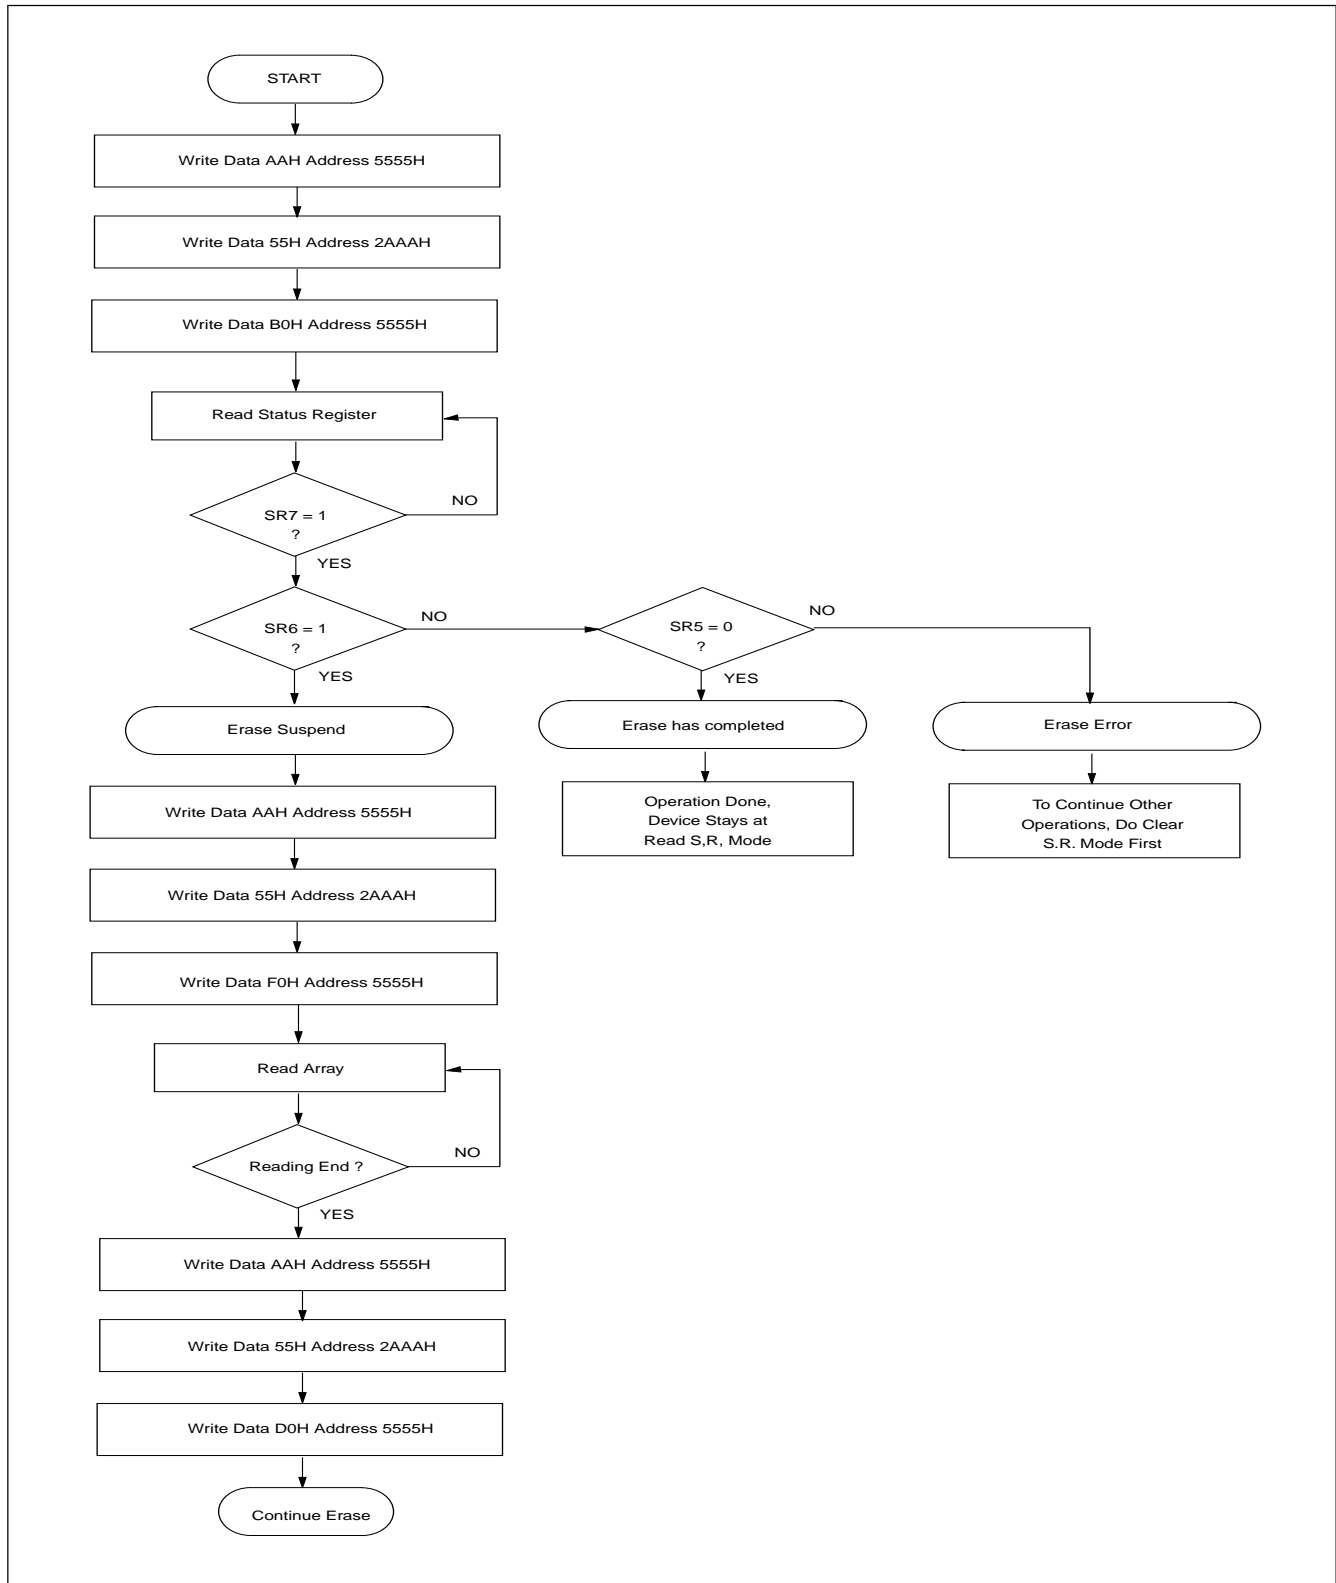 START
Write Data AAH Address 5555H
Write Data 55H Address 2AAAH
Write Data B0H Address 5555H
Read Status Register
NO
SR7 = 1
?
YES
SR6 = 1
?
NO
YES
SR5 = 0
?
NO
YES
Erase Suspend
Erase has completed
Erase Error
Operation Done,
Device Stays at
Read S,R, Mode
To Continue Other
Operations, Do Clear
S.R. Mode First
Write Data AAH Address 5555H
Write Data 55H Address 2AAAH
Write Data F0H Address 5555H
Read Array
NO
Reading End ?
YES
Write Data AAH Address 5555H
Write Data 55H Address 2AAAH
Write Data D0H Address 5555H
Continue Erase